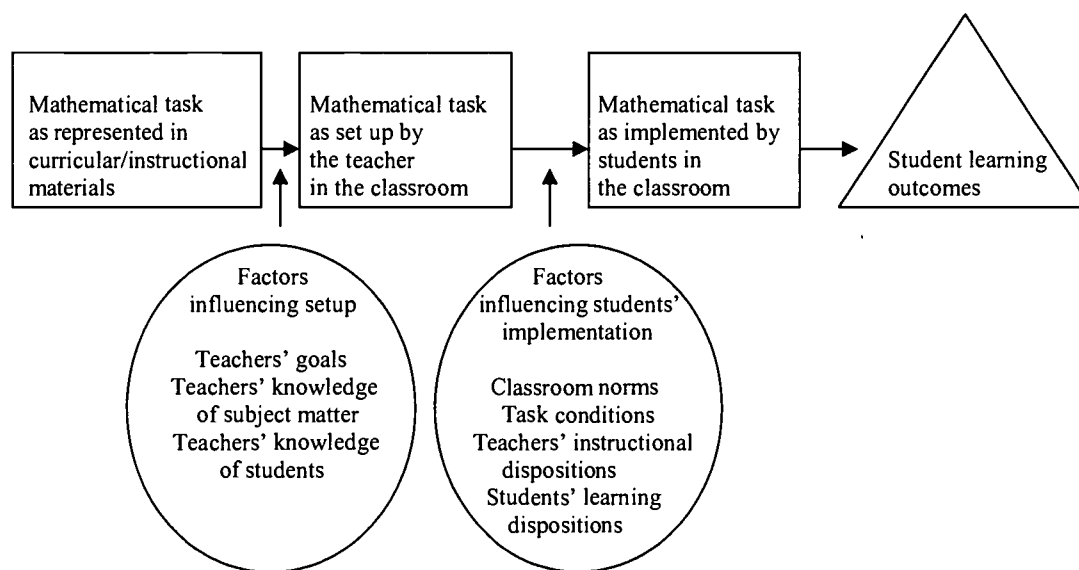 Mathematical task
as represented in
curricular/instructional
materials
Mathematical task
as set up by
the teacher
in the classroom
Mathematical task
as implemented by
students in
the classroom
Student learning
outcomes
Factors
influencing setup
Teachers' goals
Teachers' knowledge
of subject matter
Teachers' knowledge
of students
Factors
influencing students'
implementation
Classroom norms
Task conditions
Teachers' instructional
dispositions
Students' learning
dispositions